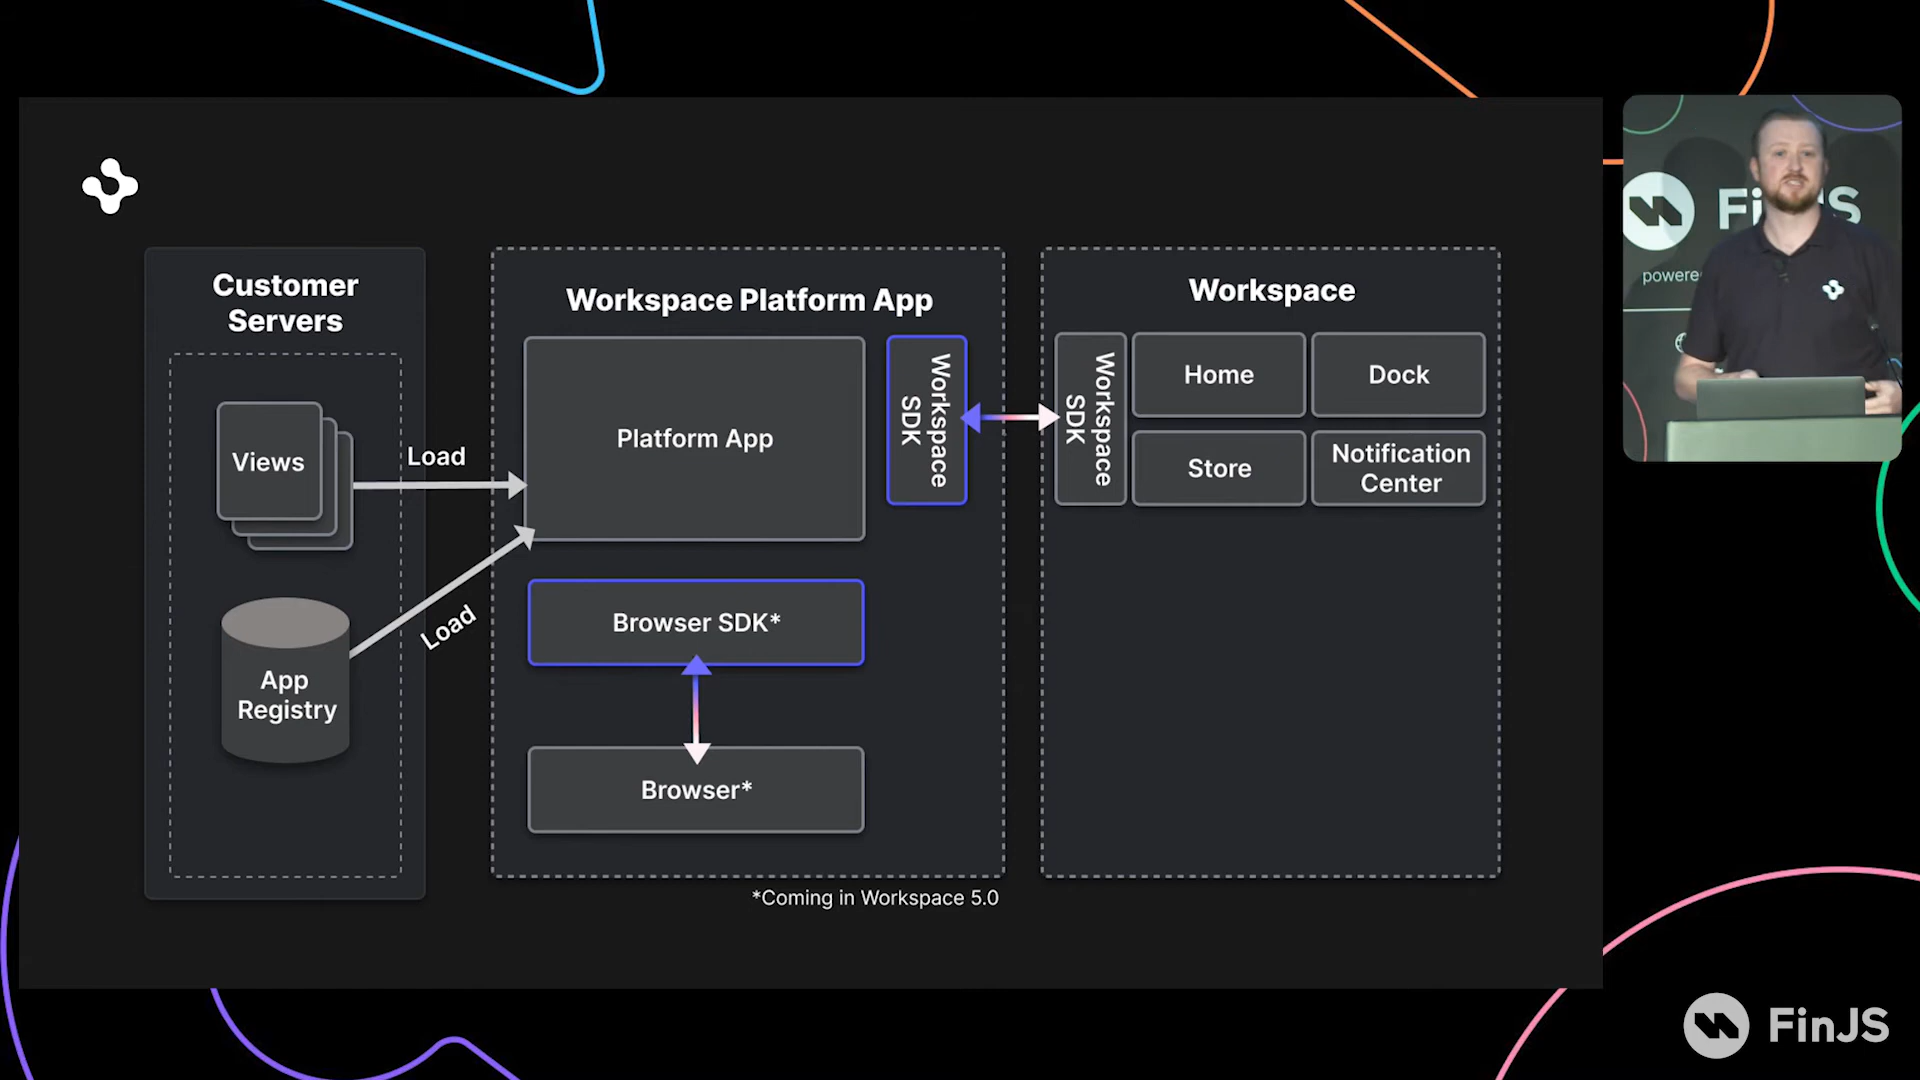 Customer
Servers
Views
App
Registry
Load
Load
Workspace Platform App
Platform App
Workspace
SDK
Browser SDK*
Browser*
*Coming in Workspace 5.0
Workspace
Workspace
SDK
Home
Dock
Store
Notification
Center
FinJS
powere
FinJS